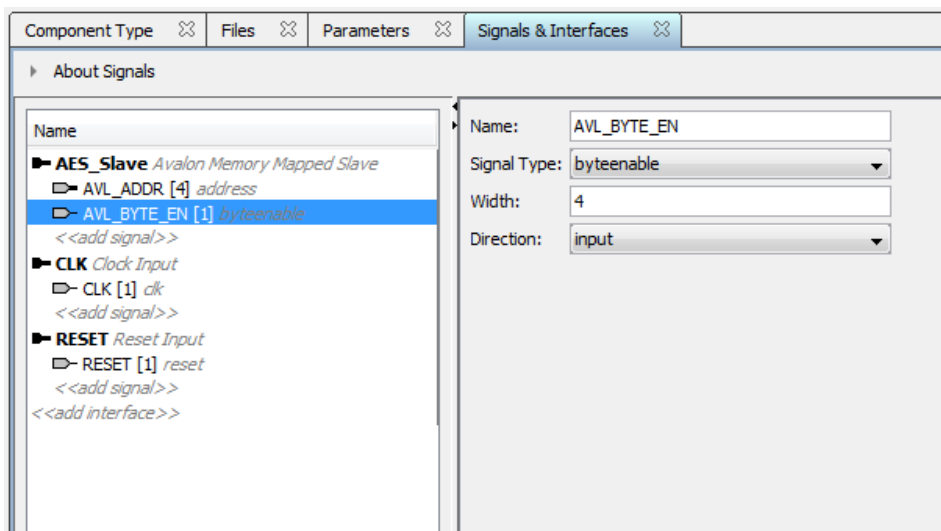 Component Type Files Parameters Signals & Interfaces
About Signals
Name
AES_Slave Avalon Memory Mapped Slave
AVL_ADDR [4] address
AVL_BYTE_EN [1] byteenable
<<add signal>>
CLK Clock Input
CLK [1] clk
<<add signal>>
RESET Reset Input
RESET [1] reset
<<add signal>>
<<add interface>>
Name: AVL_BYTE_EN
Signal Type: byteenable
Width: 4
Direction: input